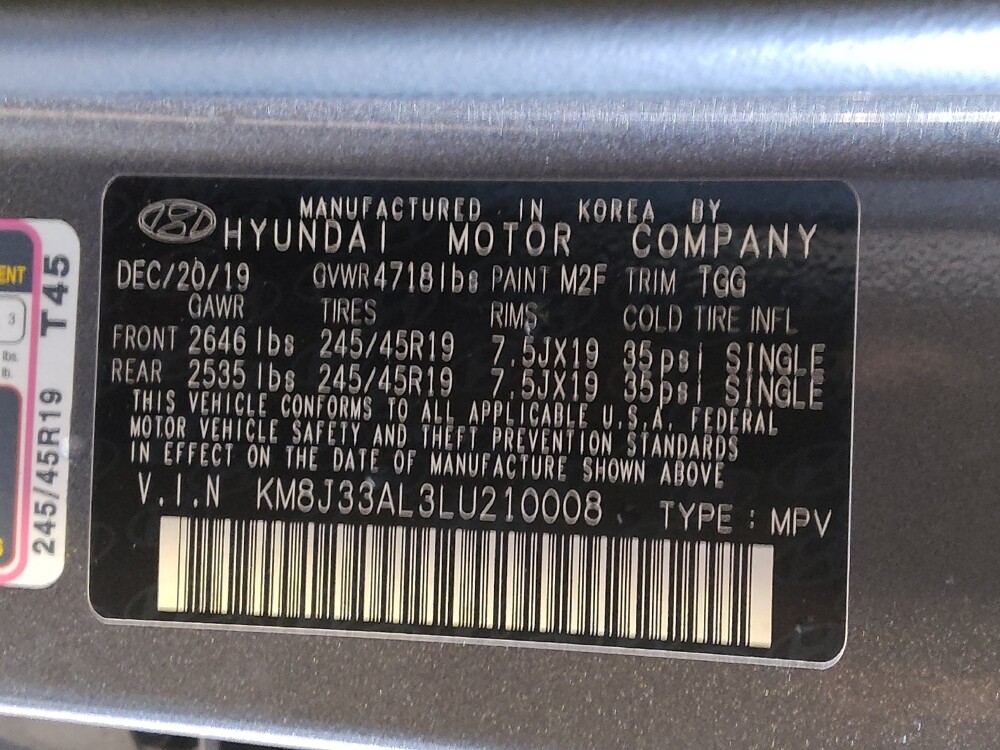 MANUFACTURED IN KOREA BY
HYUNDAI MOTOR COMPANY
DEC/20/19 GVWR 4718lbs PAINT M2F TRIM TGG
GAWR TIRES RIMS COLD TIRE INFL
FRONT 2646 lbs 245/45R19 7.5JX19 35psi SINGLE
REAR 2535 lbs 245/45R19 7.5JX19 35psi SINGLE
THIS VEHICLE CONFORMS TO ALL APPLICABLE U.S.A. FEDERAL
MOTOR VEHICLE SAFETY AND THEFT PREVENTION STANDARDS
IN EFFECT ON THE DATE OF MANUFACTURE SHOWN ABOVE
V.I.N KM8J33AL3LU210008 TYPE : MPV
3
lbs.
lb.
245/45R19 T45